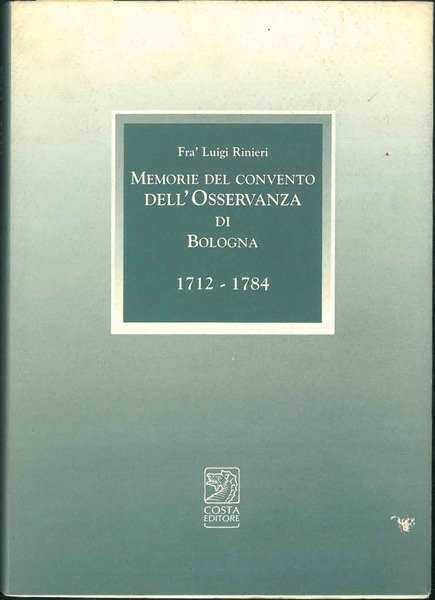 Fra' Luigi Rinieri
MEMORIE DEL CONVENTO
DELL'OSSERVANZA
DI
BOLOGNA
1712 - 1784
COSTA
EDITORE